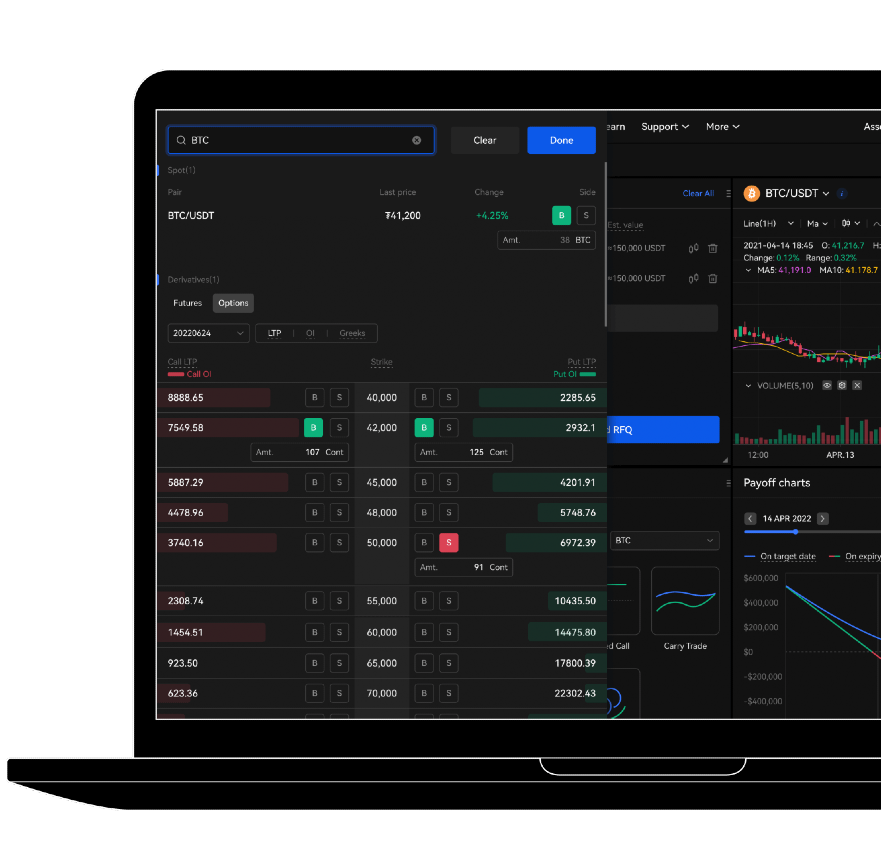 BTC
Clear
Done
Support
More
Spot(1)
Pair
Last price
Change
Side
BTC/USDT
₮41,200
+4.25%
B
S
Amt.
38 BTC
Derivatives(1)
Futures
Options
20220624
LTP
OI
Greeks
Call LTP
Call OI
Strike
Put LTP
Put OI
8888.65 B S 40,000 B S 2285.65
7549.58 B S 42,000 B S 2932.1
Amt. 107 Cont
Amt. 125 Cont
5887.29 B S 45,000 B S 4201.91
4478.96 B S 48,000 B S 5748.76
3740.16 B S 50,000 B S 6972.39
Amt. 91 Cont
2308.74 B S 55,000 B S 10435.50
1454.51 B S 60,000 B S 14475.80
923.50 B S 65,000 B S 17800.39
623.36 B S 70,000 B S 22302.43
Clear All
Est. value
≈150,000 USDT
≈150,000 USDT
RFQ
BTC
Call
Carry Trade
BTC/USDT
Line(1H)
Ma
2021-04-14 18:45 O: 41,216.7 H:
Change: 0.12% Range: 0.32%
MA5: 41,191.0 MA10: 41.178.7
VOLUME(5,10)
12:00
APR.13
Payoff charts
14 APR 2022
On target date
On expiry
$600,000
$400,000
$200,000
$0
-$200,000
-$400,000